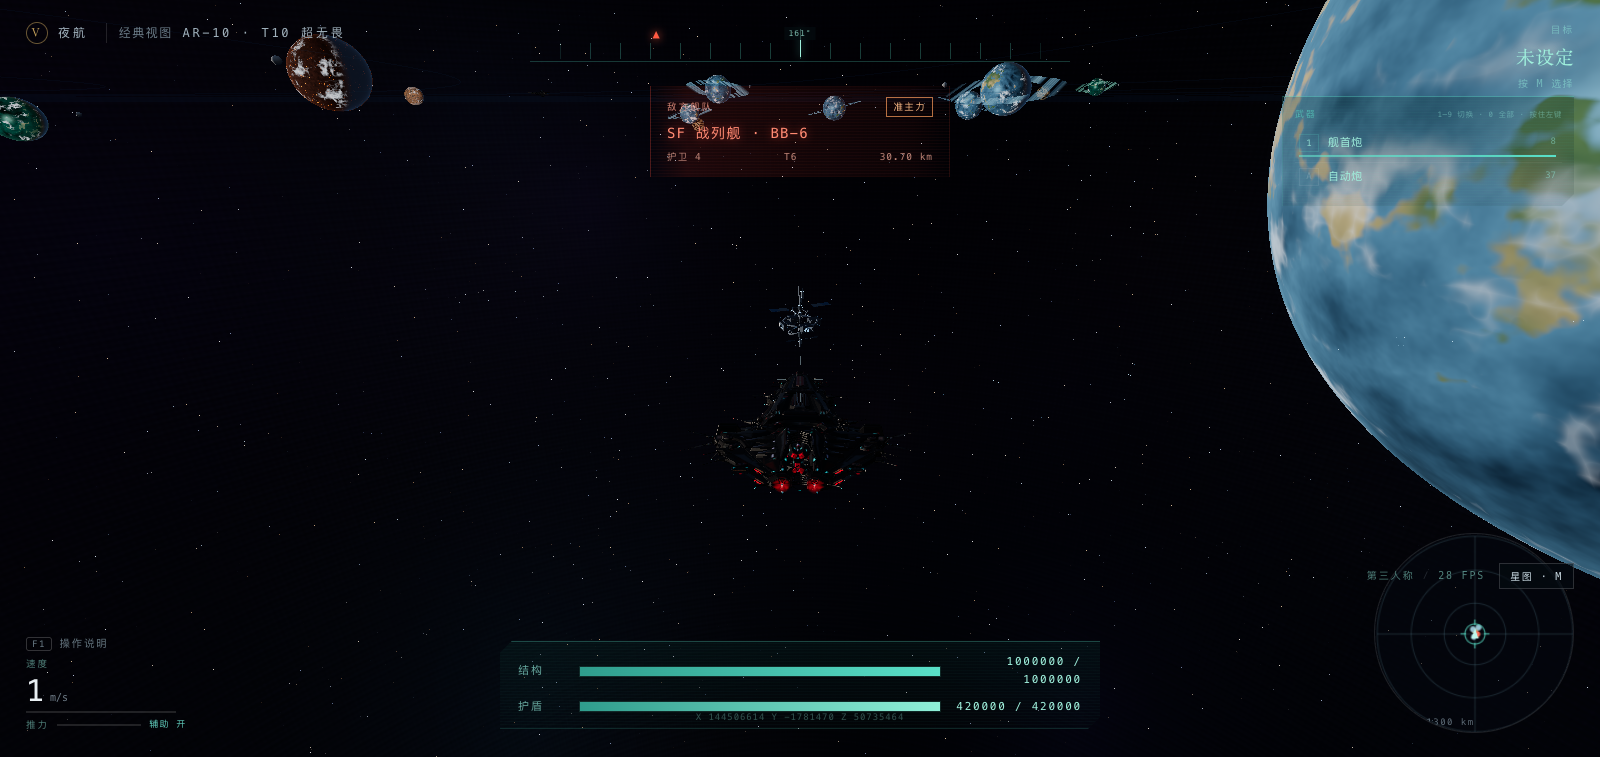 V 夜航 经典视图 AR-10 · T10 超无畏
161°
目标
未设定
按 M 选择
武器 1-9 切换 · 0 全部 · 按住左键
1 舰首炮 8
自动炮 37
准主力
SF 战列舰 · BB-6
护卫 4 T6 30.70 km
第三人称 / 28 FPS 星图 · M
F1 操作说明
速度
1 m/s
推力 辅助 开
结构 1000000 / 1000000
护盾 420000 / 420000
X 144506614 Y -1781470 Z 50735464